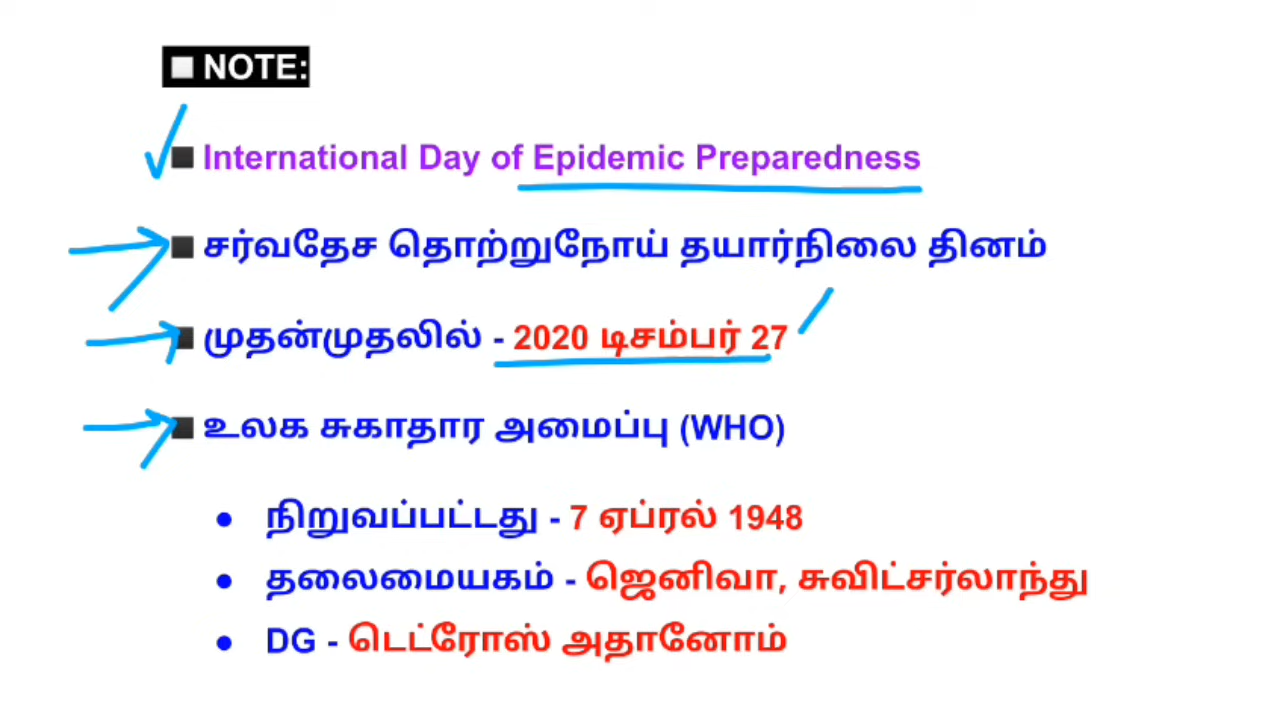 NOTE:
International Day of Epidemic Preparedness
சர்வதேச தொற்றுநோய் தயார்நிலை தினம்
முதன்முதலில் - 2020 டிசம்பர் 27
உலக சுகாதார அமைப்பு (WHO)
நிறுவப்பட்டது - 7 ஏப்ரல் 1948
தலைமையகம் - ஜெனிவா, சுவிட்சர்லாந்து
DG - டெட்ரோஸ் அதானோம்